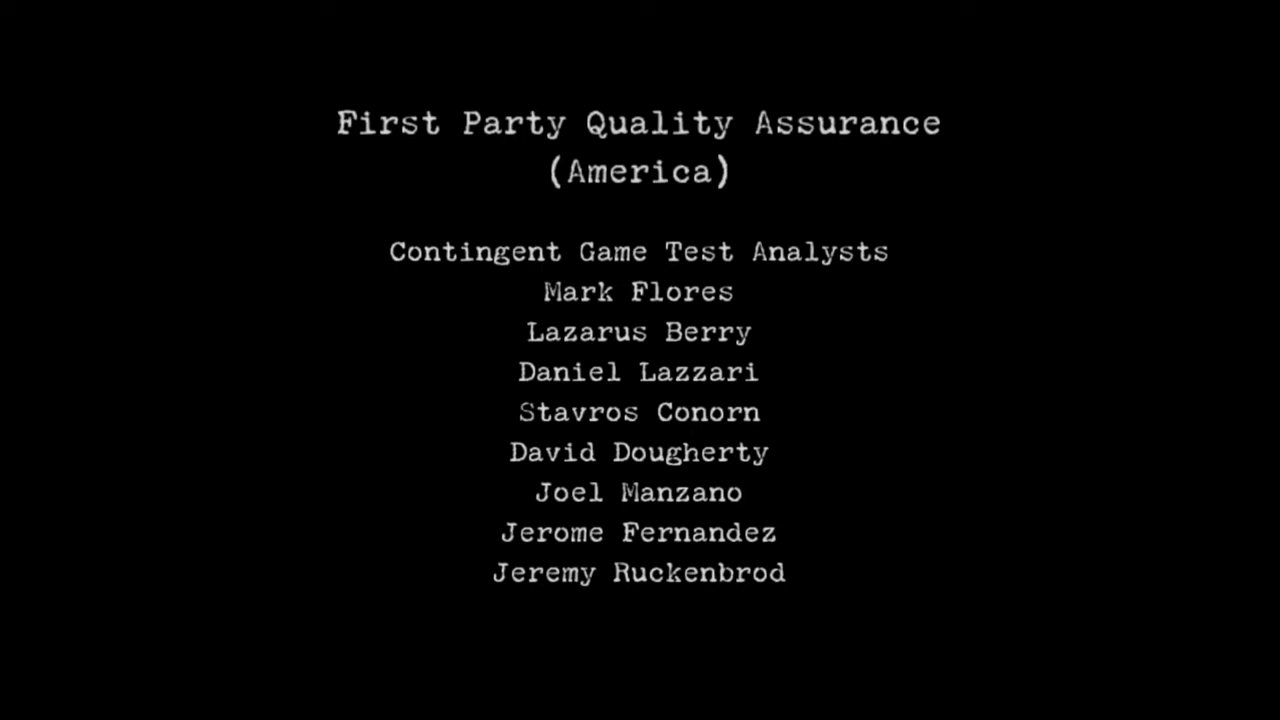 First Party Quality Assurance
(America)
Contingent Game Test Analysts
Mark Flores
Lazarus Berry
Daniel Lazzari
Stavros Conorn
David Dougherty
Joel Manzano
Jerome Fernandez
Jeremy Ruckenbrod